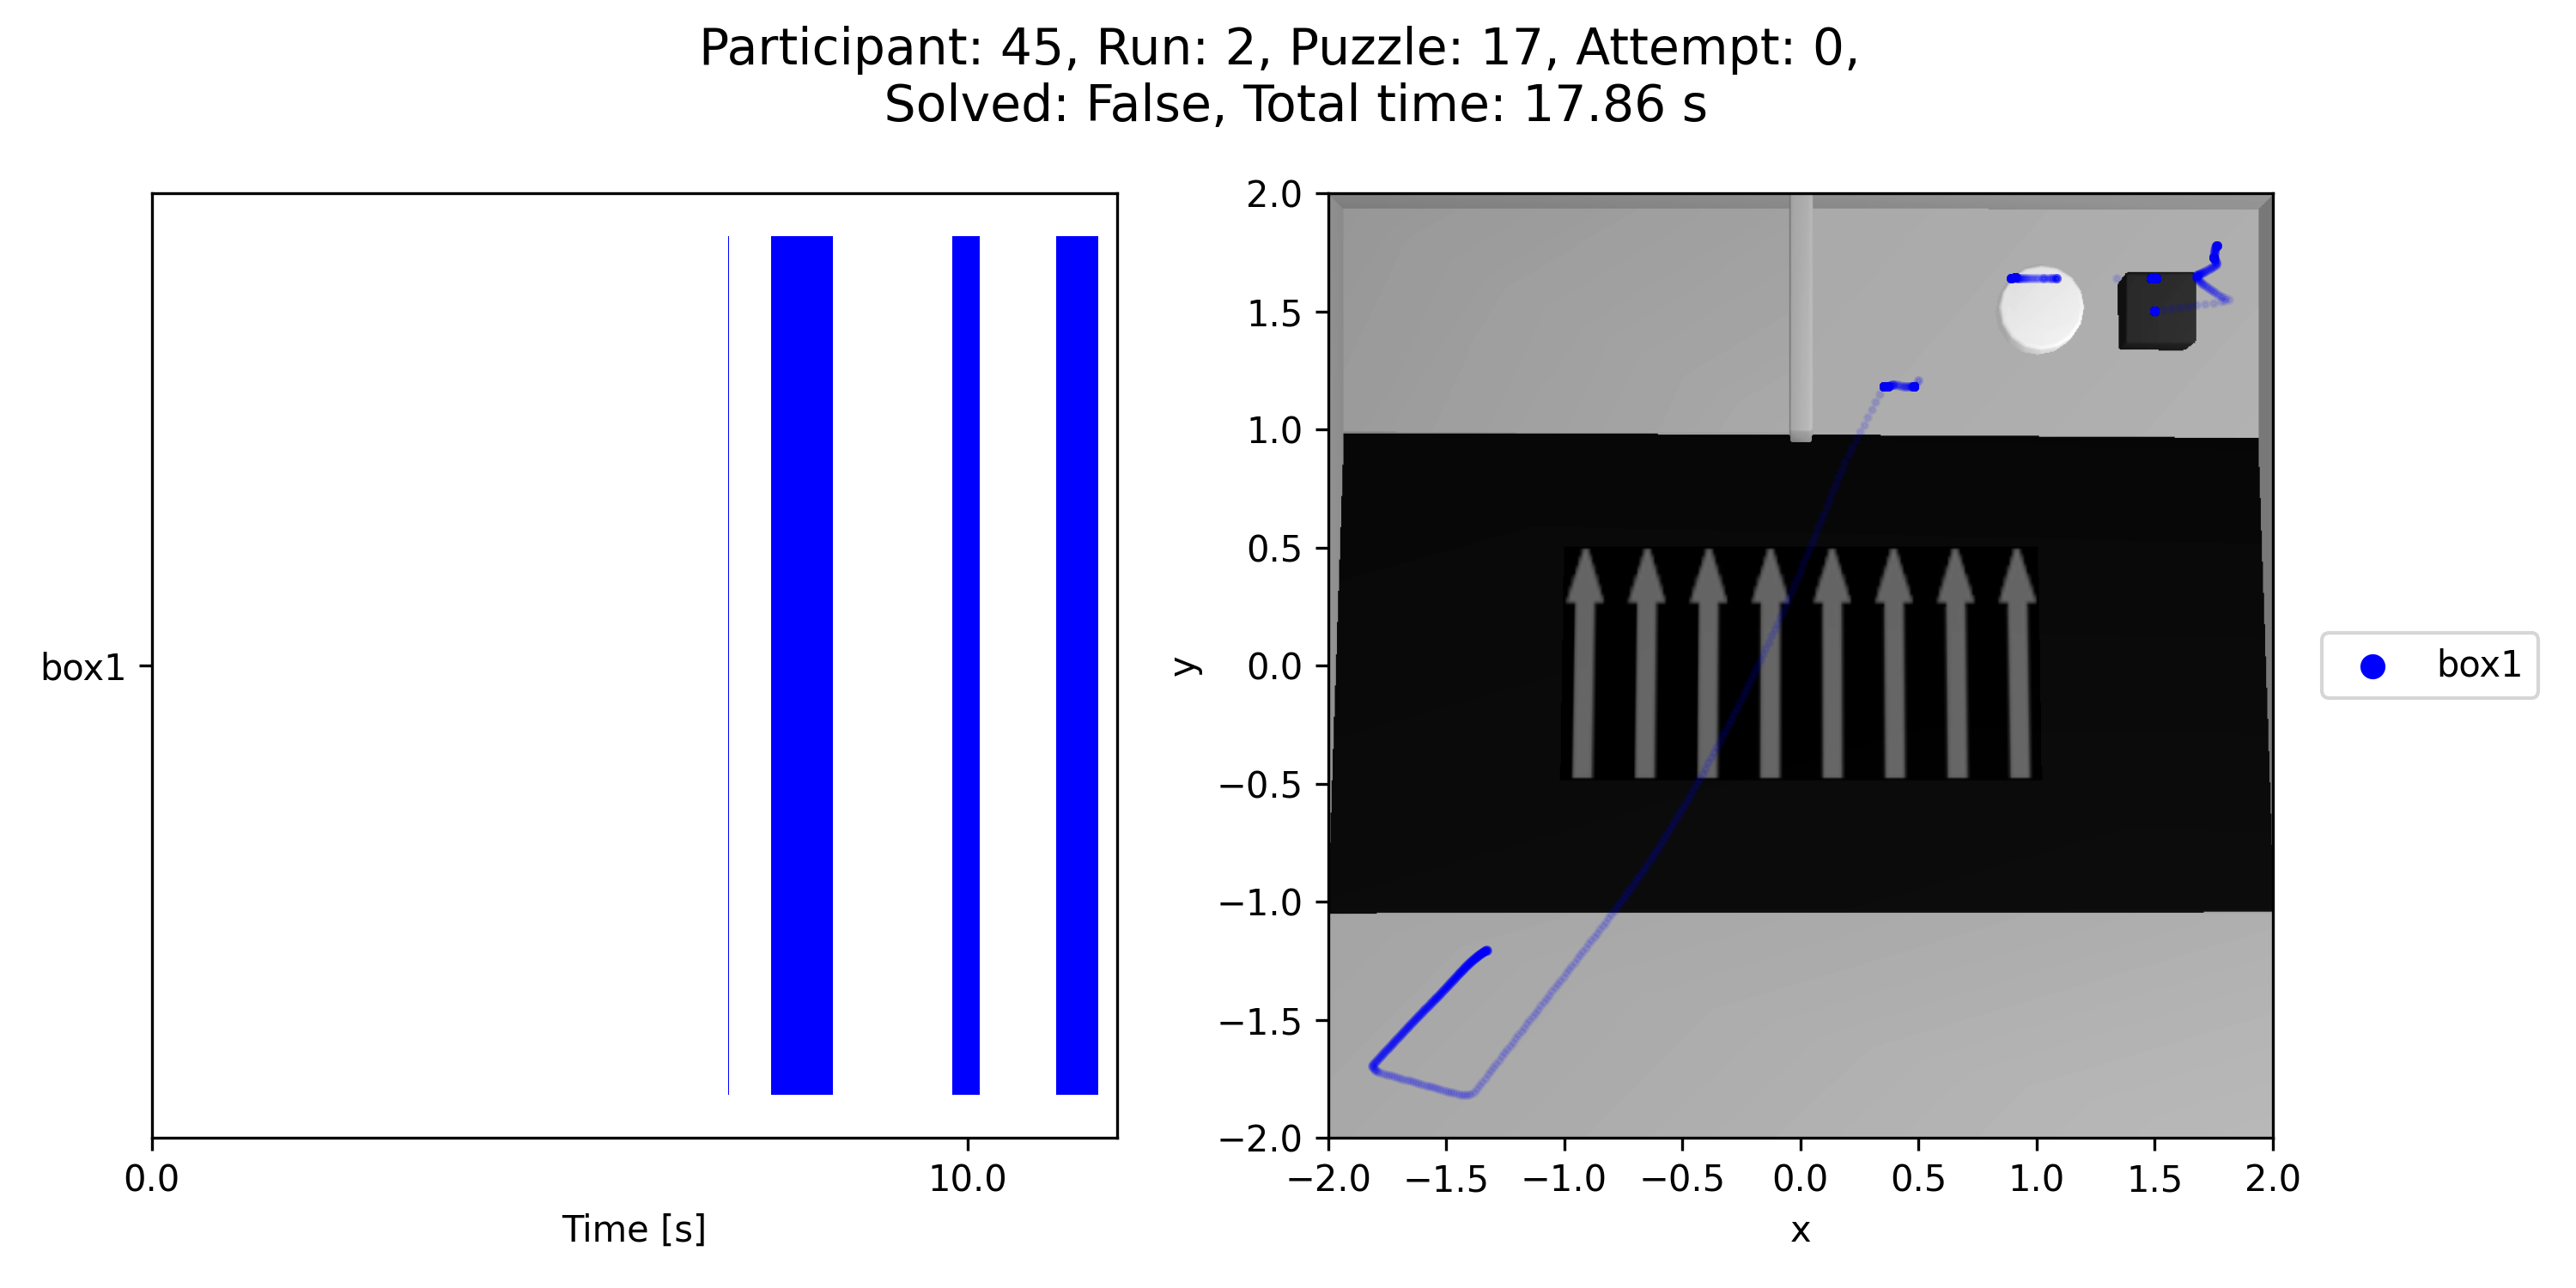 Participant: 45, Run: 2, Puzzle: 17, Attempt: 0,
Solved: False, Total time: 17.86 s
box1
0.0
10.0
Time [s]
2.0
1.5
1.0
0.5
0.0
−0.5
−1.0
−1.5
−2.0
y
−2.0
−1.5
−1.0
−0.5
0.0
0.5
1.0
1.5
2.0
x
box1